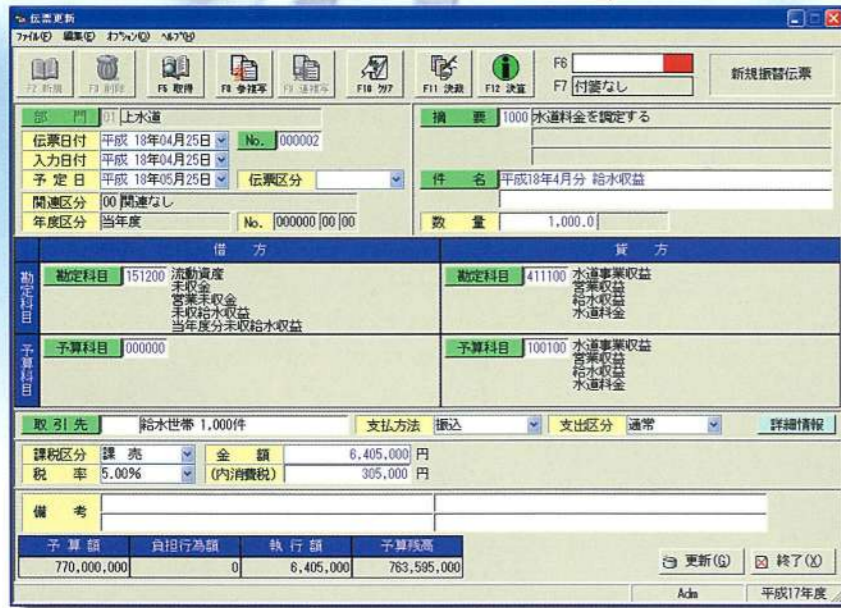 伝票更新
ファイル(F) 編集(E) オプション(O) ヘルプ(H)
F2 新規 F3 削除 F5 取得 F8 参複写 F9 連複写 F10 クリア F11 決裁 F12 決算
F6
F7 付箋なし
新規振替伝票
部門 01 上水道
伝票日付 平成 18年04月25日 No. 000002
入力日付 平成 18年04月25日
予定日 平成 18年05月25日 伝票区分
関連区分 00 関連なし
年度区分 当年度 No. 000000 00 00
摘要 1000 水道料金を調定する
件名 平成18年4月分 給水収益
数量 1,000.0
借方 貸方
勘定科目
勘定科目 151200 流動資産
未収金
営業未収金
未収給水収益
当年度分未収給水収益
勘定科目 411100 水道事業収益
営業収益
給水収益
水道料金
予算科目
予算科目 000000
予算科目 100100 水道事業収益
営業収益
給水収益
水道料金
取引先 給水世帯 1,000件 支払方法 振込 支出区分 通常 詳細情報
課税区分 課売 金額 6,405,000 円
税率 5.00% (内消費税) 305,000 円
備考
予算額 負担行為額 執行額 予算残高
770,000,000 0 6,405,000 763,595,000
更新(G) 終了(X)
Adm 平成17年度